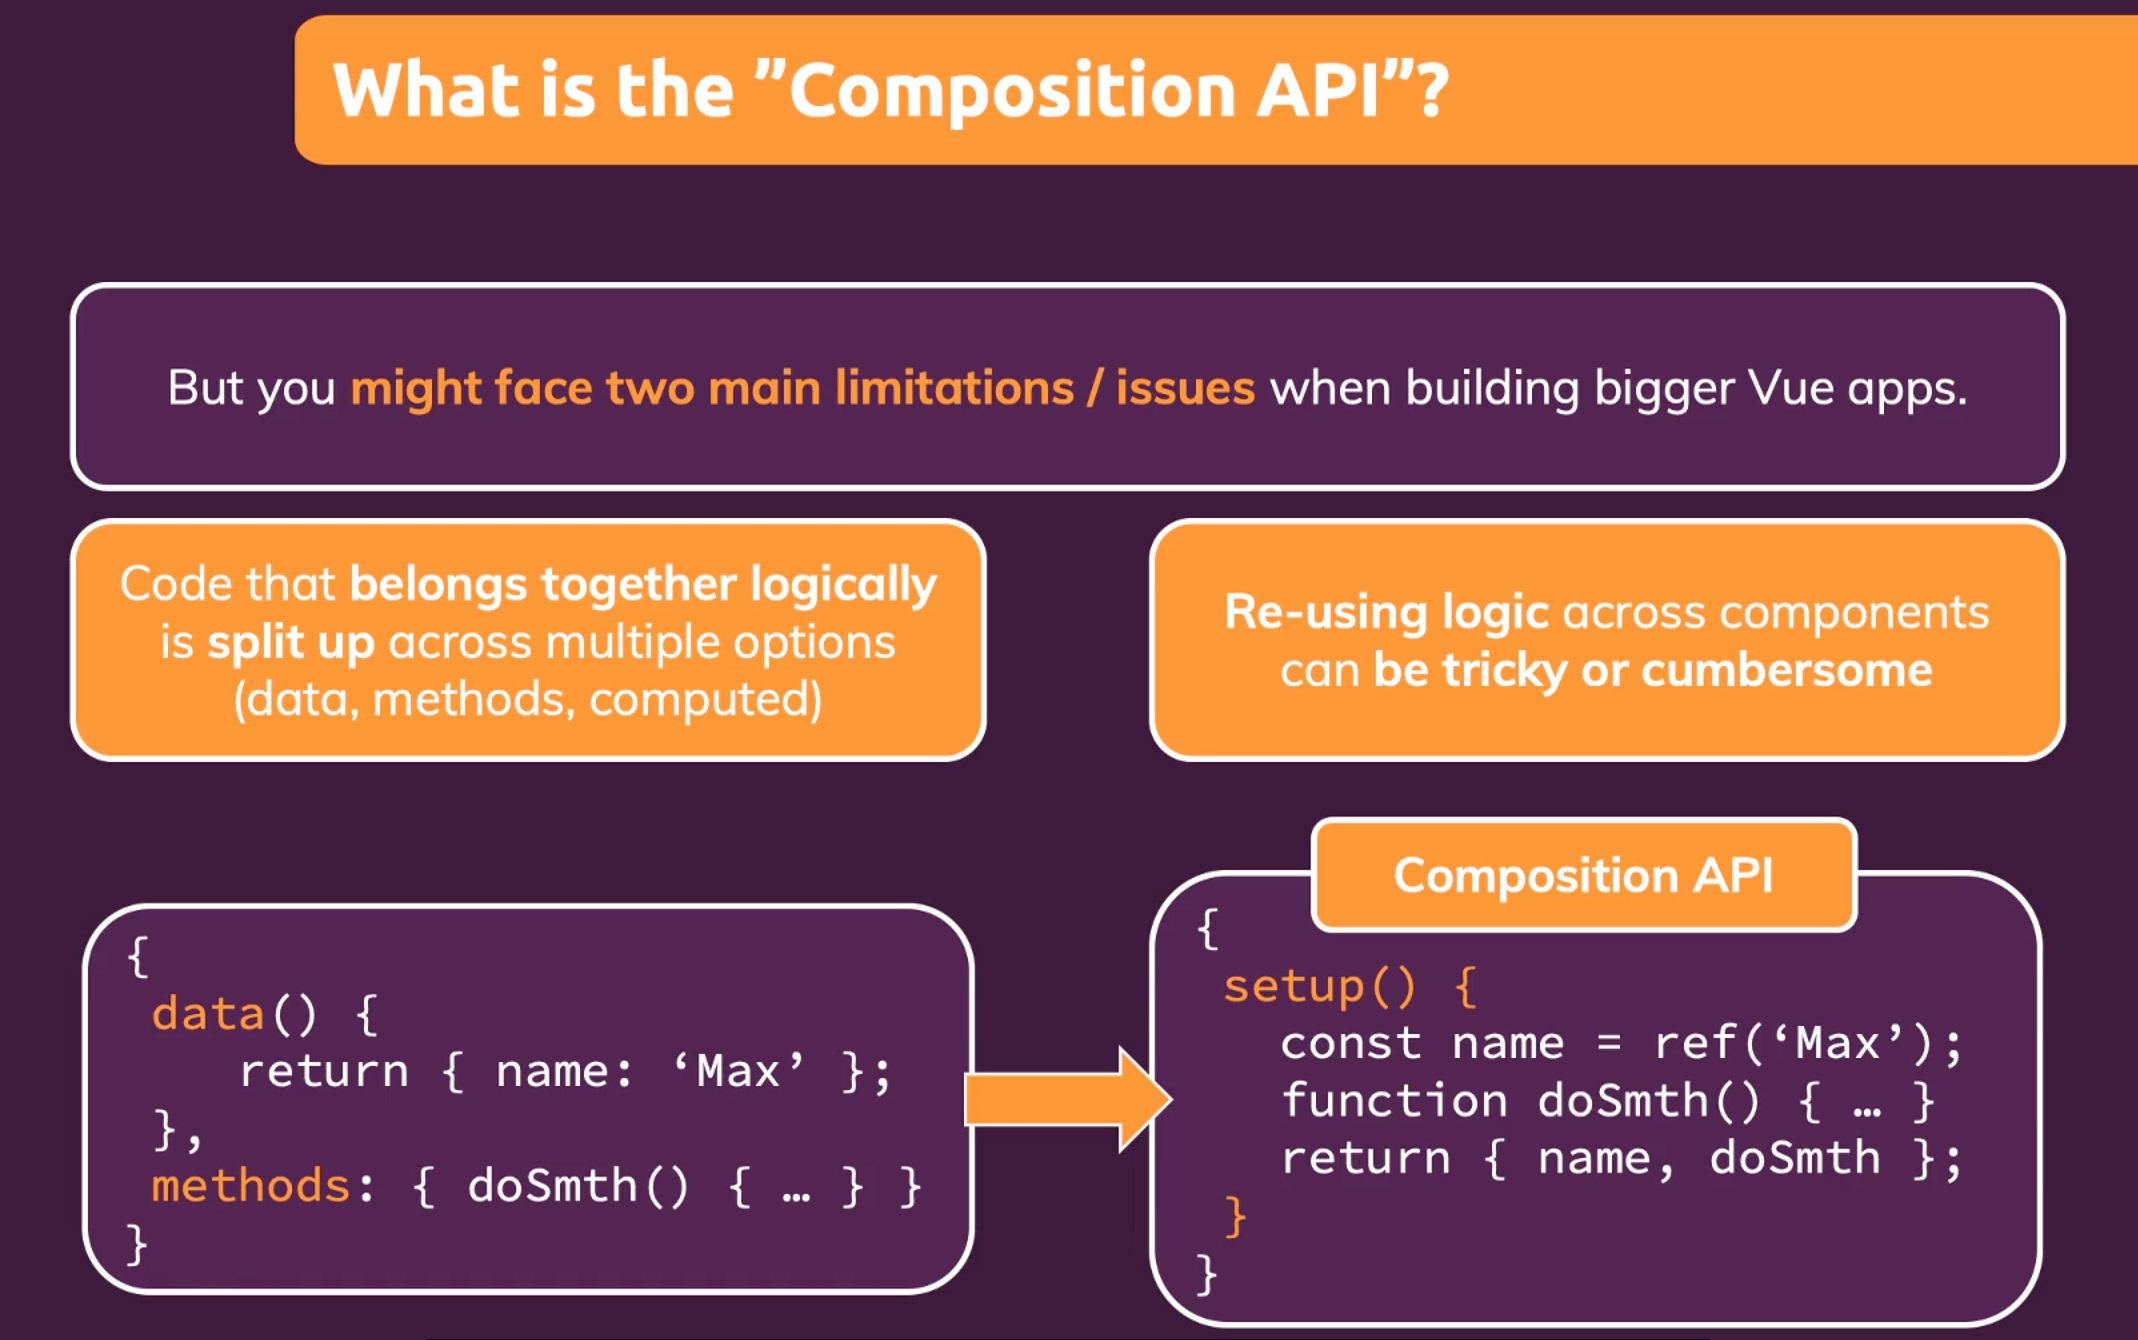 What is the ”Composition API”?
But you might face two main limitations / issues when building bigger Vue apps.
Code that belongs together logically
is split up across multiple options
(data, methods, computed)
Re-using logic across components
can be tricky or cumbersome
{
data() {
return { name: ‘Max’ };
},
methods: { doSmth() { … } }
}
Composition API
{
setup() {
const name = ref(‘Max’);
function doSmth() { … }
return { name, doSmth };
}
}